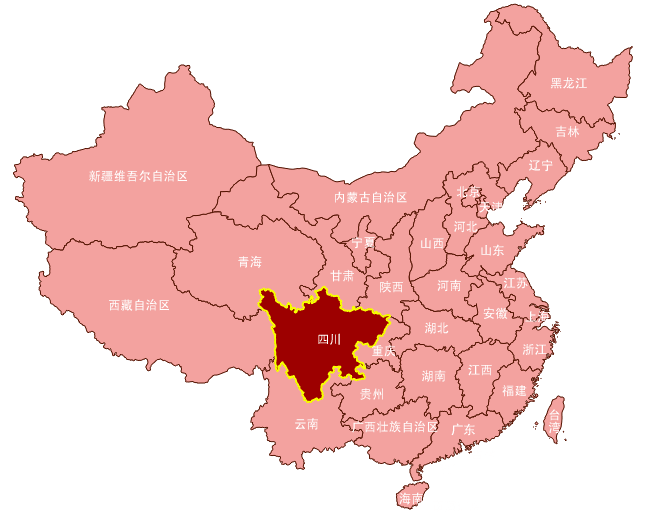 黑龙江
吉林
辽宁
新疆维吾尔自治区
内蒙古自治区
北京
天津
河北
宁夏
山西
山东
青海
甘肃
陕西
河南
江苏
西藏自治区
安徽
上海
四川
湖北
重庆
浙江
湖南
江西
贵州
福建
云南
广西壮族自治区
广东
台
湾
海南